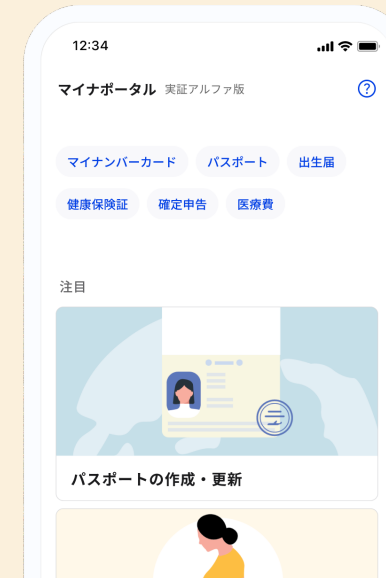 12:34
マイナポータル 実証アルファ版
マイナンバーカード パスポート 出生届
健康保険証 確定申告 医療費
注目
パスポートの作成・更新